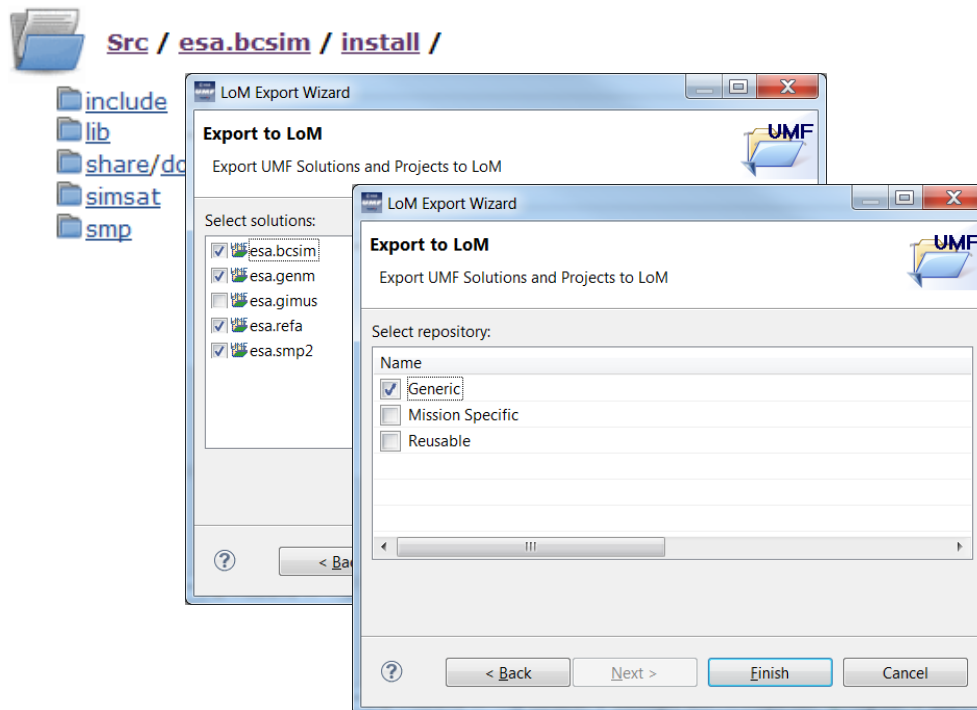 Src / esa.bcsim / install /
include
lib
share/do
simsat
smp
LoM Export Wizard
Export to LoM
UMF
Export UMF Solutions and Projects to LoM
Select solutions:
esa.bcsim
esa.genm
esa.gimus
esa.refa
esa.smp2
< Ba
LoM Export Wizard
Export to LoM
UMF
Export UMF Solutions and Projects to LoM
Select repository:
Name
Generic
Mission Specific
Reusable
? < Back Next > Finish Cancel